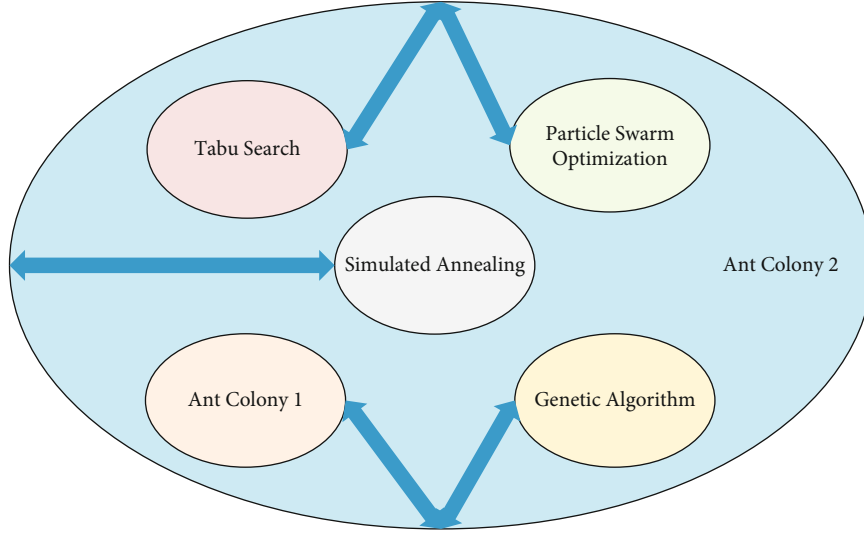 Tabu Search
Particle Swarm
Optimization
Simulated Annealing
Ant Colony 2
Ant Colony 1
Genetic Algorithm